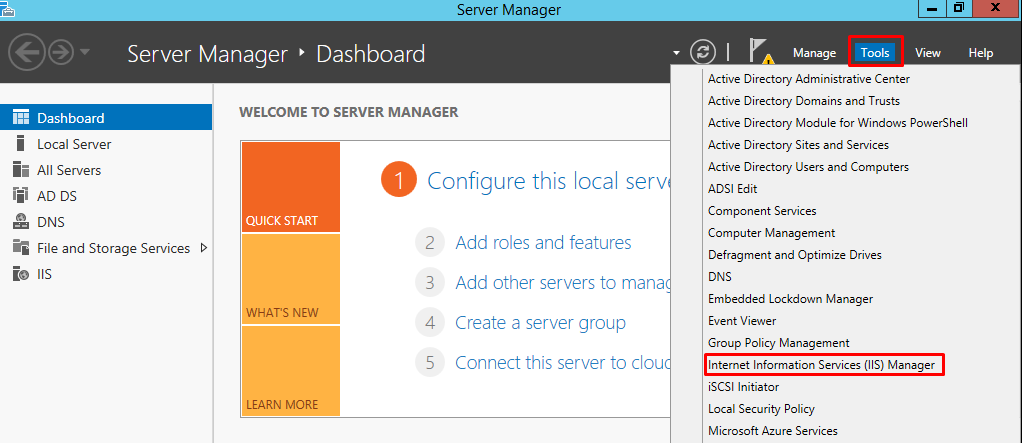 Server Manager
Server Manager ‣ Dashboard
Manage
Tools
View
Help
Dashboard
Local Server
All Servers
AD DS
DNS
File and Storage Services
IIS
WELCOME TO SERVER MANAGER
QUICK START
WHAT'S NEW
LEARN MORE
1 Configure this local serve
2 Add roles and features
3 Add other servers to manag
4 Create a server group
5 Connect this server to cloud
Active Directory Administrative Center
Active Directory Domains and Trusts
Active Directory Module for Windows PowerShell
Active Directory Sites and Services
Active Directory Users and Computers
ADSI Edit
Component Services
Computer Management
Defragment and Optimize Drives
DNS
Embedded Lockdown Manager
Event Viewer
Group Policy Management
Internet Information Services (IIS) Manager
iSCSI Initiator
Local Security Policy
Microsoft Azure Services